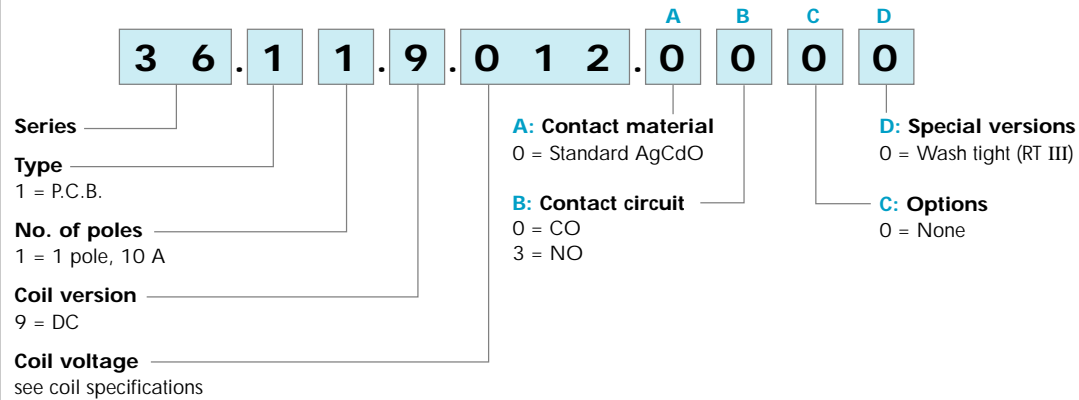 A B C D
3 6 . 1 1 . 9 . 0 1 2 . 0 0 0 0
Series
Type
1 = P.C.B.
No. of poles
1 = 1 pole, 10 A
Coil version
9 = DC
Coil voltage
see coil specifications
A: Contact material
0 = Standard AgCdO
B: Contact circuit
0 = CO
3 = NO
D: Special versions
0 = Wash tight (RT III)
C: Options
0 = None